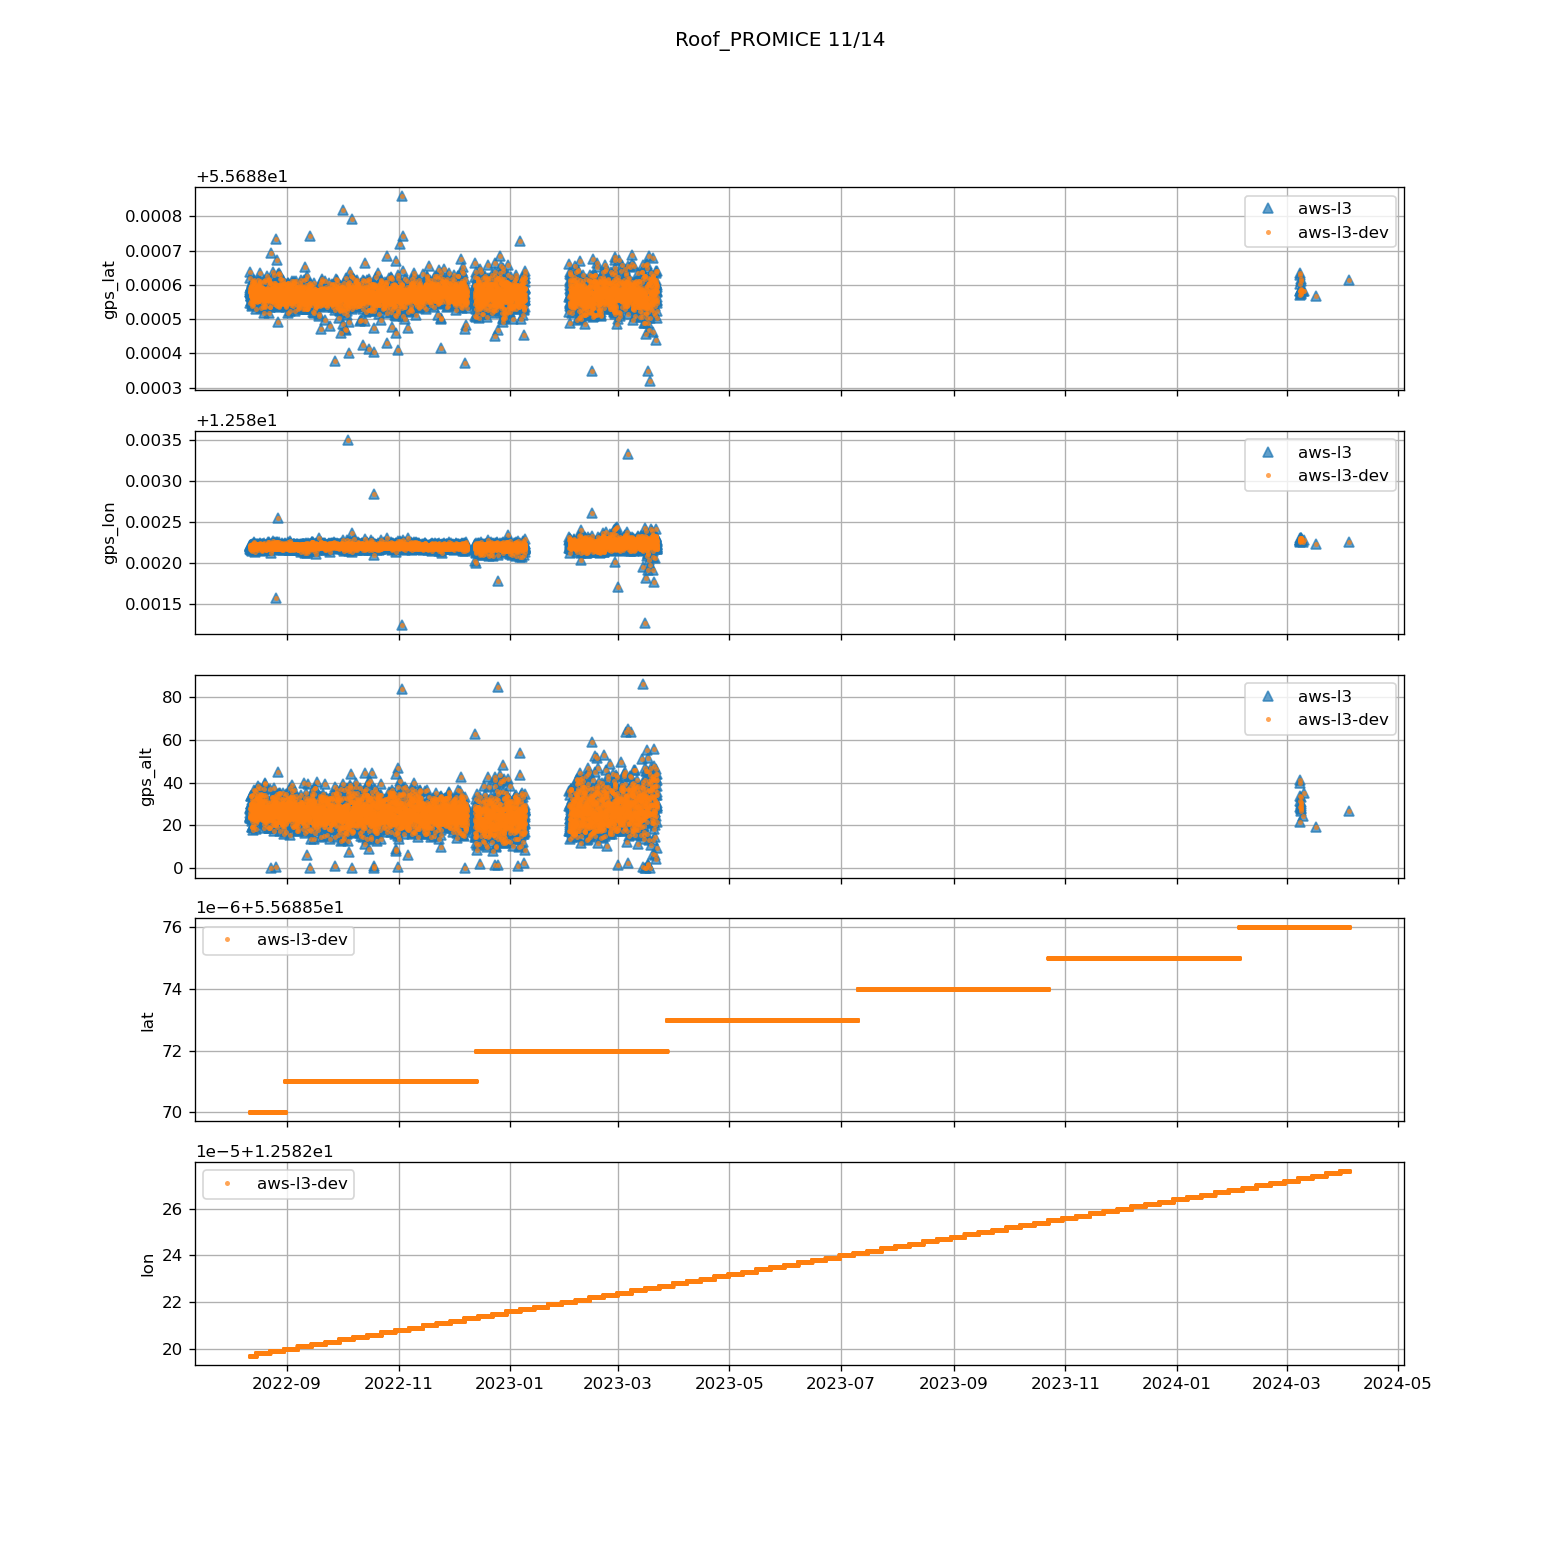 Roof_PROMICE 11/14
+5.5688e1
0.0008
0.0007
0.0006
0.0005
0.0004
0.0003
gps_lat
aws-l3
aws-l3-dev
+1.258e1
0.0035
0.0030
0.0025
0.0020
0.0015
gps_lon
aws-l3
aws-l3-dev
80
60
40
20
0
gps_alt
aws-l3
aws-l3-dev
1e−6+5.56885e1
76
74
72
70
lat
aws-l3-dev
1e−5+1.2582e1
26
24
22
20
lon
aws-l3-dev
2022-09 2022-11 2023-01 2023-03 2023-05 2023-07 2023-09 2023-11 2024-01 2024-03 2024-05